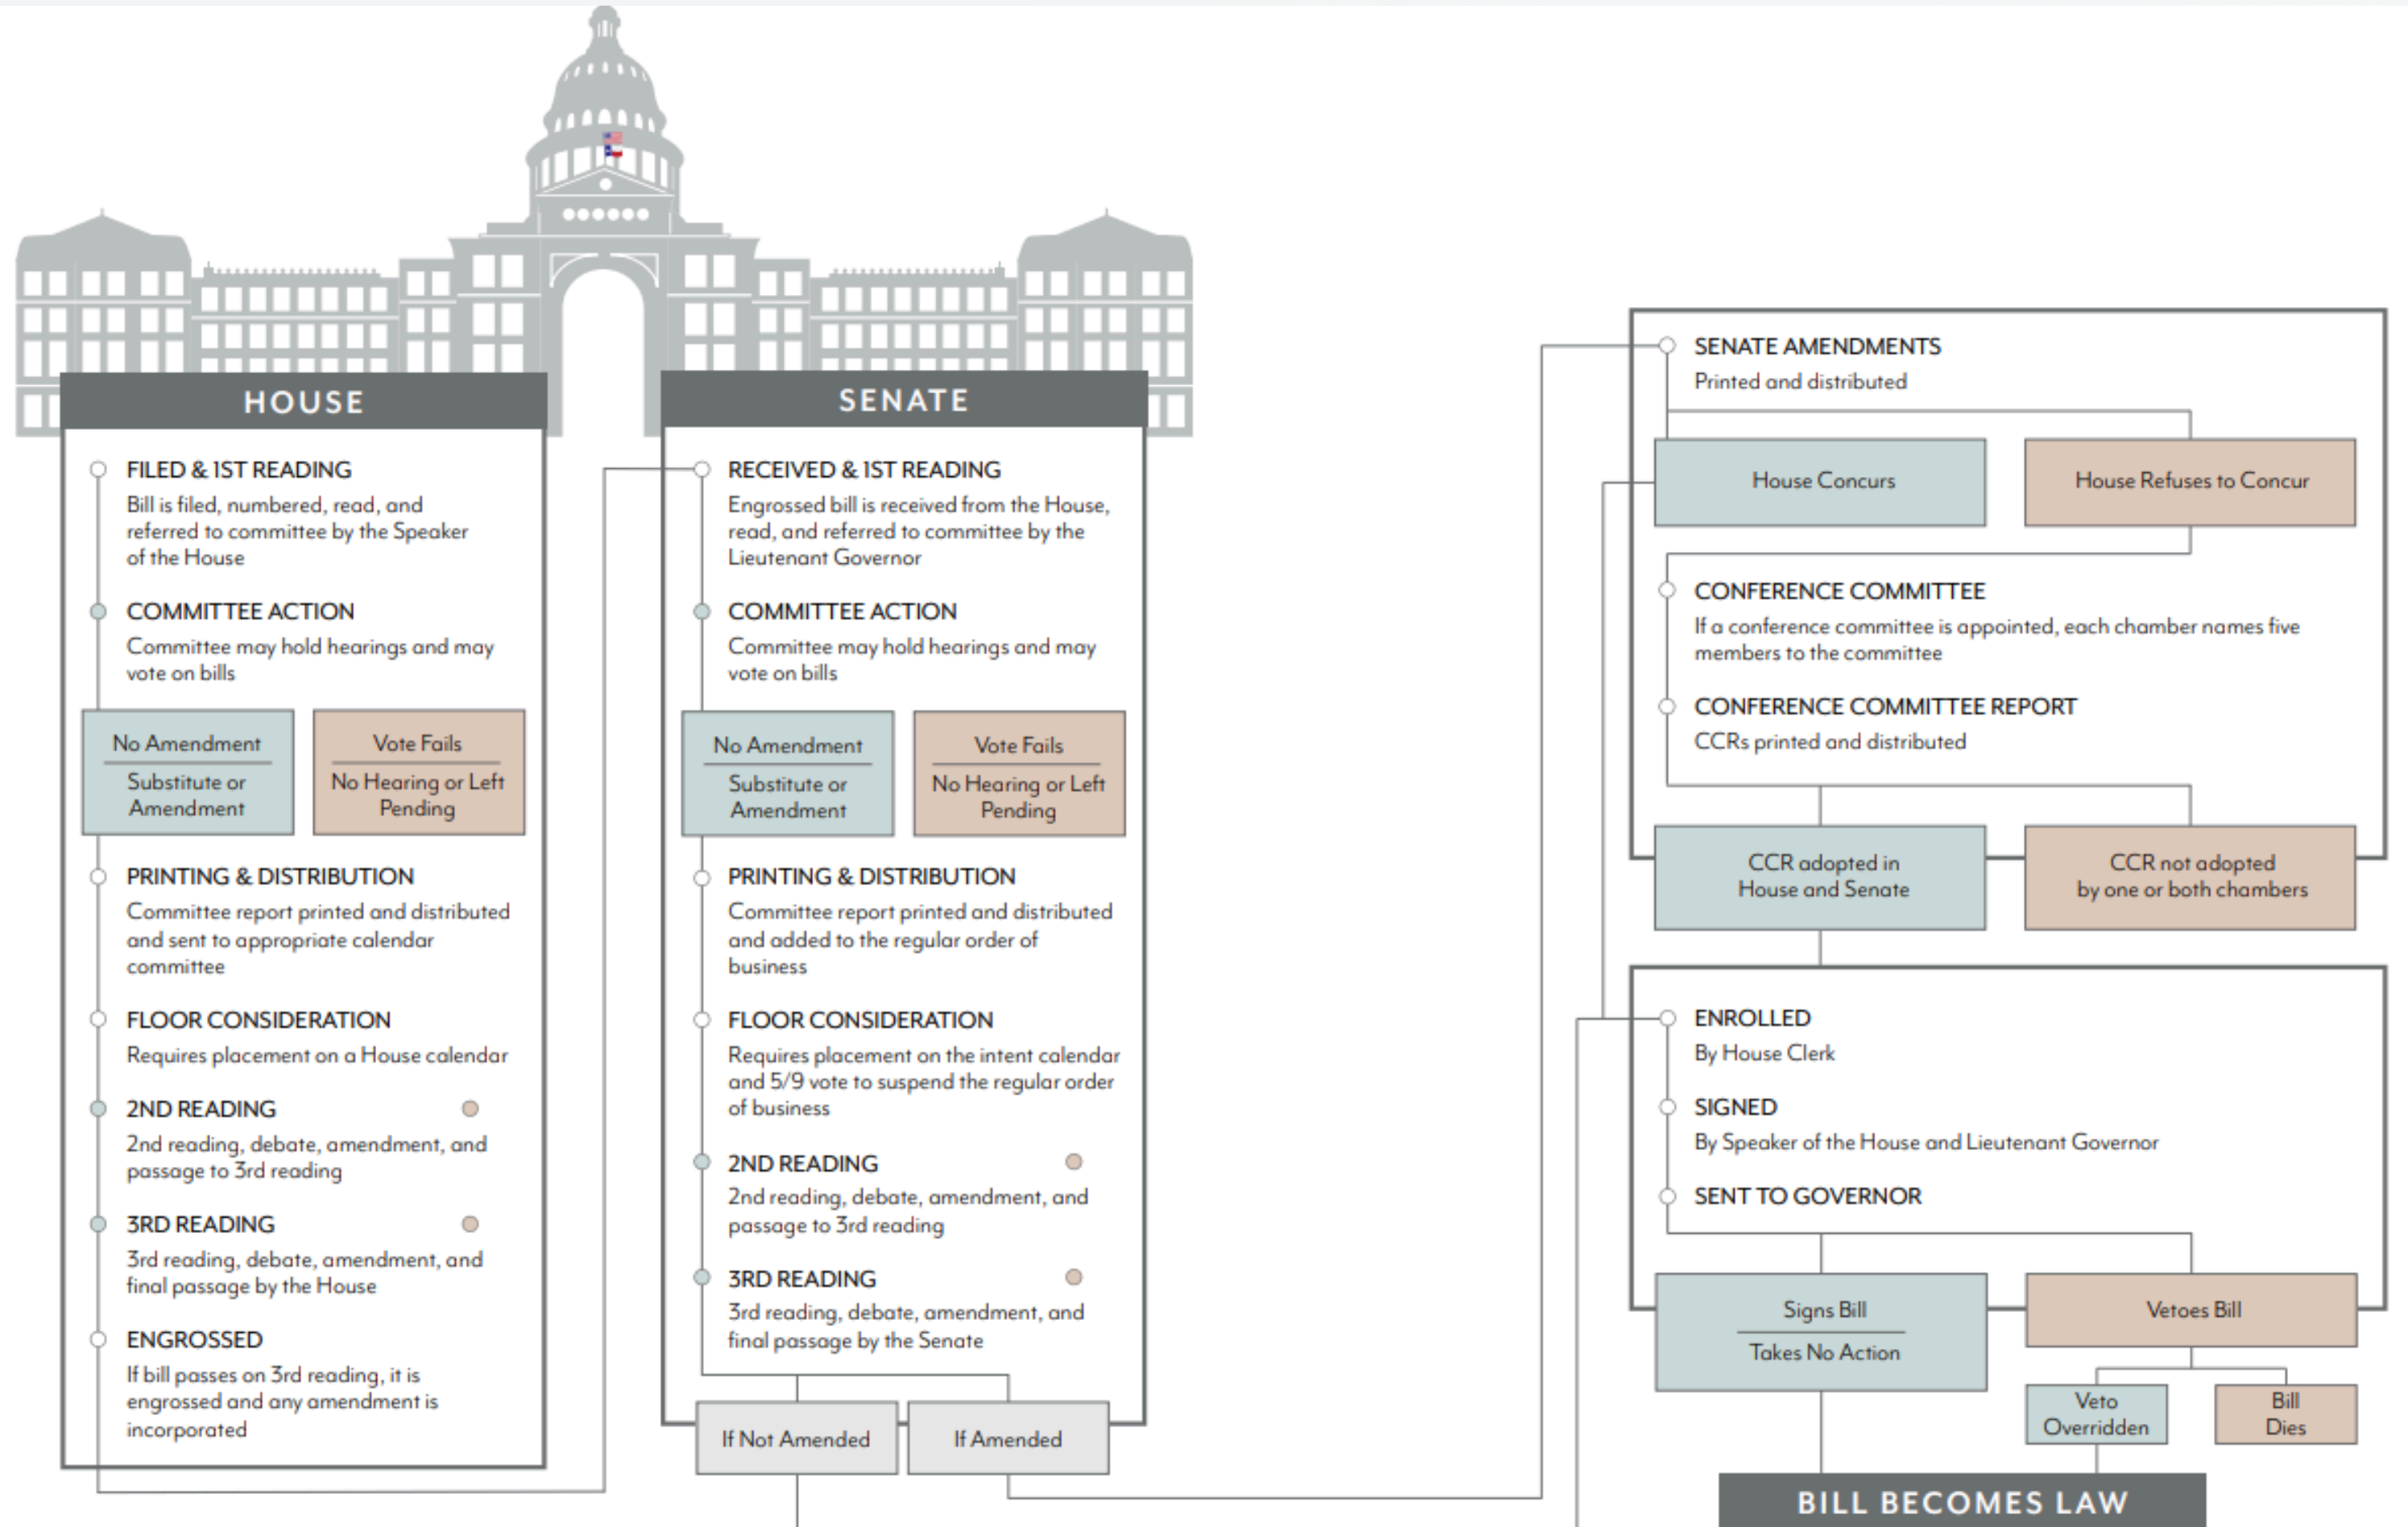 HOUSE
FILED & 1ST READING
Bill is filed, numbered, read, and
referred to committee by the Speaker
of the House
COMMITTEE ACTION
Committee may hold hearings and may
vote on bills
No Amendment
Substitute or
Amendment
Vote Fails
No Hearing or Left
Pending
PRINTING & DISTRIBUTION
Committee report printed and distributed
and sent to appropriate calendar
committee
FLOOR CONSIDERATION
Requires placement on a House calendar
2ND READING
2nd reading, debate, amendment, and
passage to 3rd reading
3RD READING
3rd reading, debate, amendment, and
final passage by the House
ENGROSSED
If bill passes on 3rd reading, it is
engrossed and any amendment is
incorporated
SENATE
RECEIVED & 1ST READING
Engrossed bill is received from the House,
read, and referred to committee by the
Lieutenant Governor
COMMITTEE ACTION
Committee may hold hearings and may
vote on bills
No Amendment
Substitute or
Amendment
Vote Fails
No Hearing or Left
Pending
PRINTING & DISTRIBUTION
Committee report printed and distributed
and added to the regular order of
business
FLOOR CONSIDERATION
Requires placement on the intent calendar
and 5/9 vote to suspend the regular order
of business
2ND READING
2nd reading, debate, amendment, and
passage to 3rd reading
3RD READING
3rd reading, debate, amendment, and
final passage by the Senate
If Not Amended
If Amended
SENATE AMENDMENTS
Printed and distributed
House Concurs
House Refuses to Concur
CONFERENCE COMMITTEE
If a conference committee is appointed, each chamber names five
members to the committee
CONFERENCE COMMITTEE REPORT
CCRs printed and distributed
CCR adopted in
House and Senate
CCR not adopted
by one or both chambers
ENROLLED
By House Clerk
SIGNED
By Speaker of the House and Lieutenant Governor
SENT TO GOVERNOR
Signs Bill
Takes No Action
Vetoes Bill
Veto
Overridden
Bill
Dies
BILL BECOMES LAW